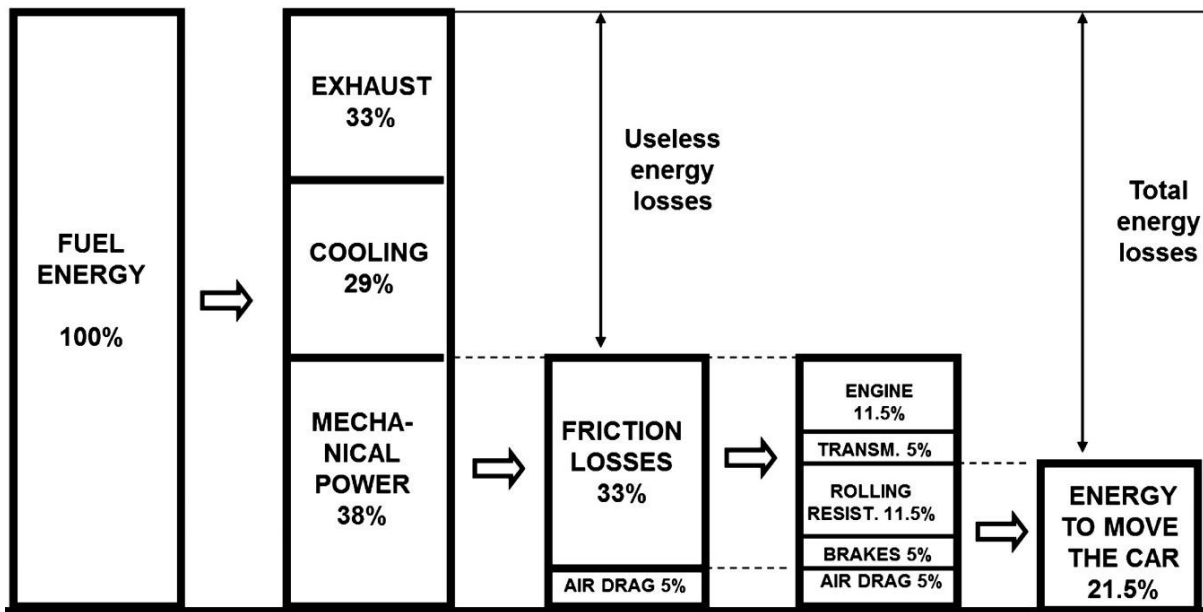 FUEL
ENERGY
100%
EXHAUST
33%
COOLING
29%
MECHA-
NICAL
POWER
38%
Useless
energy
losses
FRICTION
LOSSES
33%
AIR DRAG 5%
ENGINE
11.5%
TRANSM. 5%
ROLLING
RESIST. 11.5%
BRAKES 5%
AIR DRAG 5%
Total
energy
losses
ENERGY
TO MOVE
THE CAR
21.5%